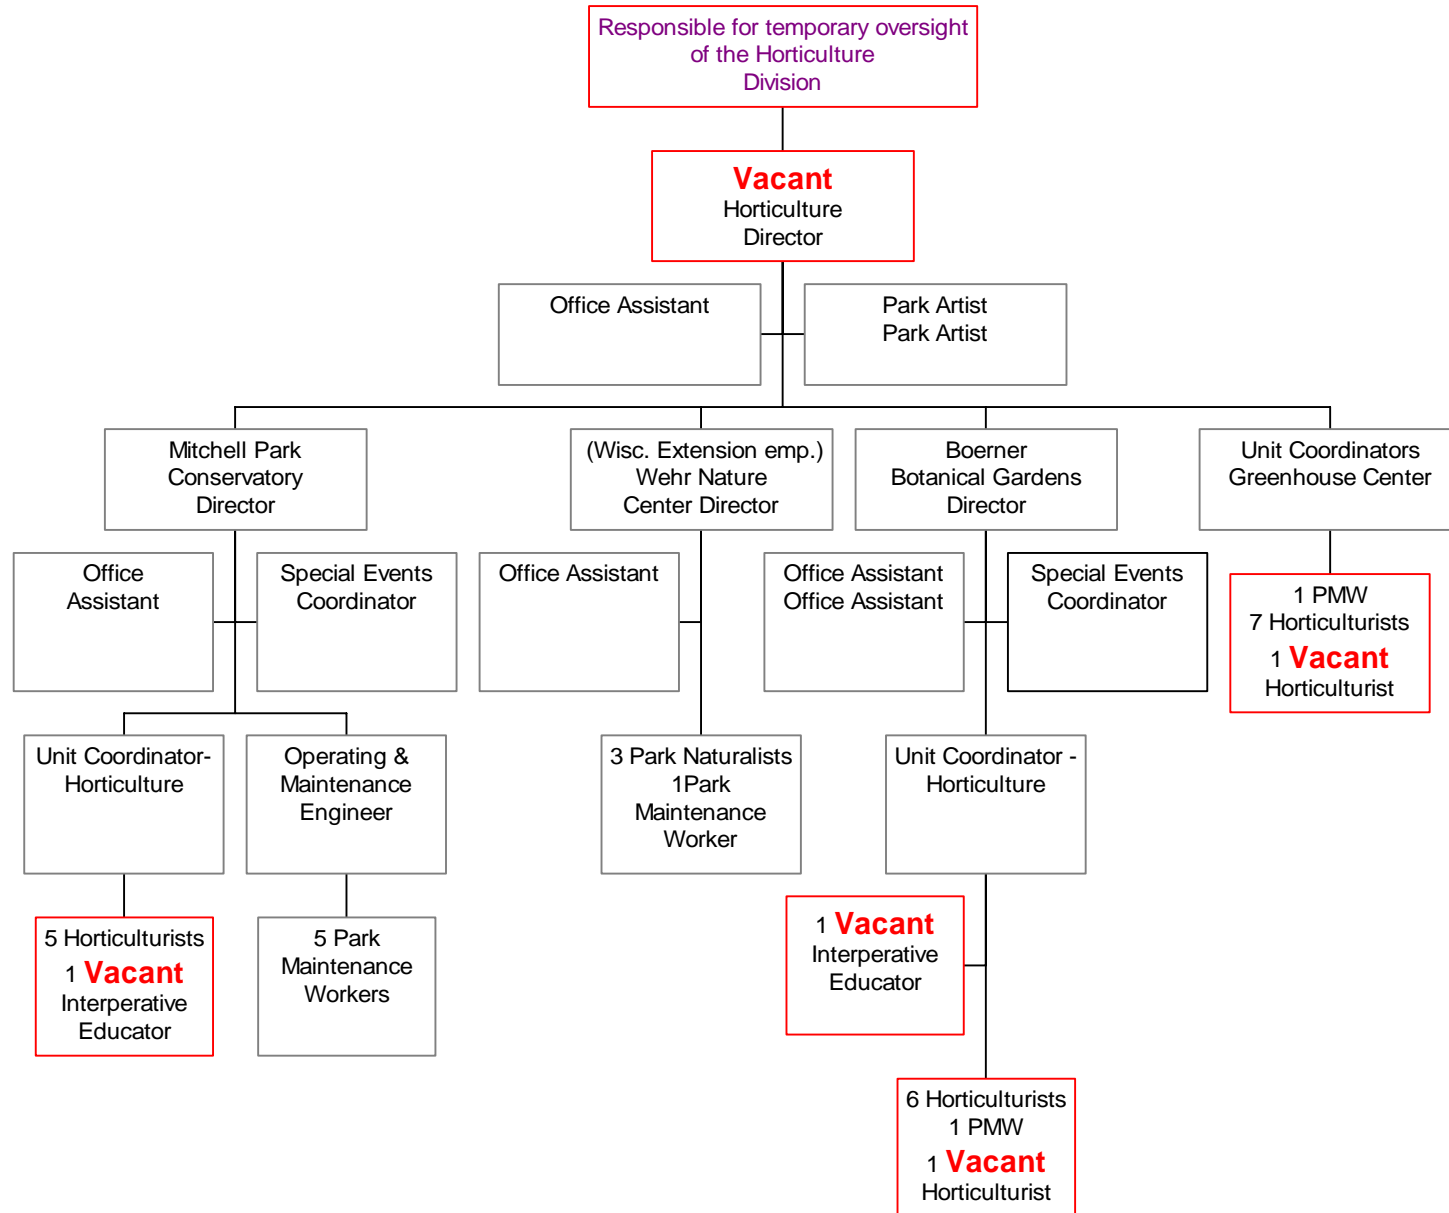 Responsible for temporary oversight
of the Horticulture
Division
Vacant
Horticulture
Director
Office Assistant
Park Artist
Park Artist
Mitchell Park
Conservatory
Director
(Wisc. Extension emp.)
Wehr Nature
Center Director
Boerner
Botanical Gardens
Director
Unit Coordinators
Greenhouse Center
Office
Assistant
Special Events
Coordinator
Office Assistant
Office Assistant
Office Assistant
Special Events
Coordinator
1 PMW
7 Horticulturists
1 Vacant
Horticulturist
Unit Coordinator-
Horticulture
Operating &
Maintenance
Engineer
3 Park Naturalists
1Park
Maintenance
Worker
Unit Coordinator -
Horticulture
5 Horticulturists
1 Vacant
Interperative
Educator
5 Park
Maintenance
Workers
1 Vacant
Interperative
Educator
6 Horticulturists
1 PMW
1 Vacant
Horticulturist